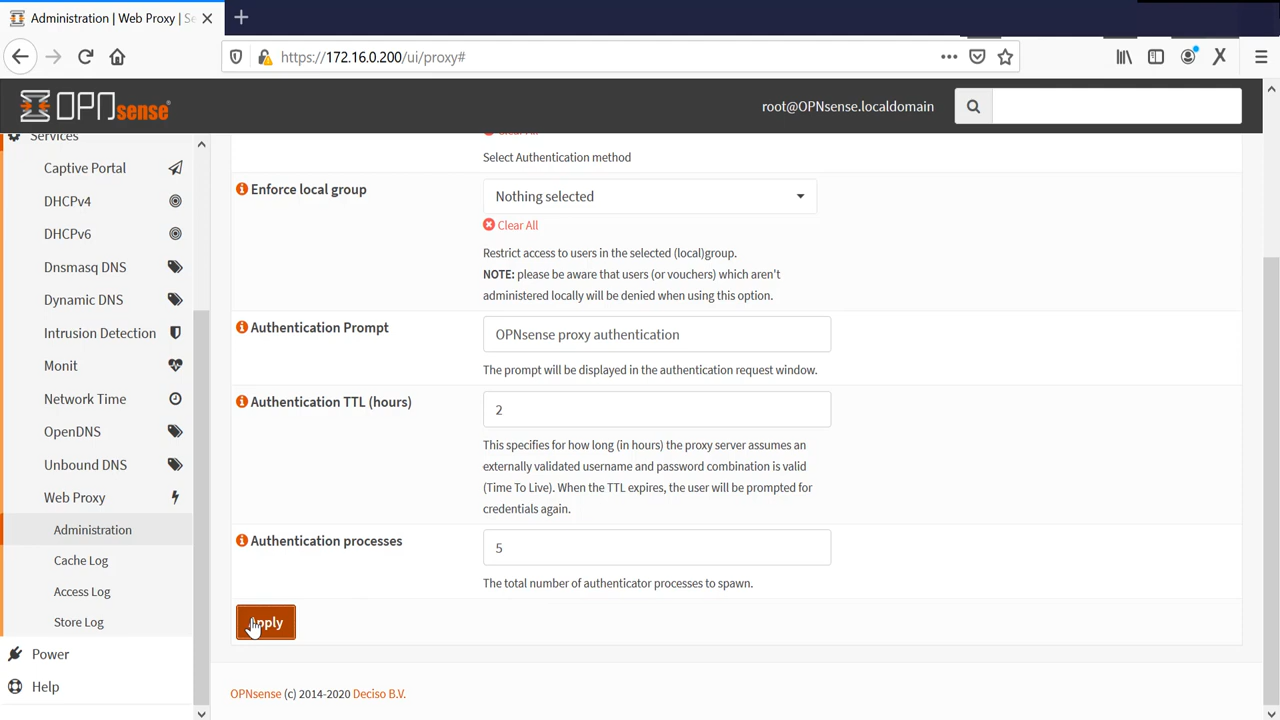 Administration | Web Proxy | Se
https://172.16.0.200/ui/proxy#
OPNsense
root@OPNsense.localdomain
Services
Captive Portal
DHCPv4
DHCPv6
Dnsmasq DNS
Dynamic DNS
Intrusion Detection
Monit
Network Time
OpenDNS
Unbound DNS
Web Proxy
Administration
Cache Log
Access Log
Store Log
Power
Help
Clear All
Select Authentication method
Enforce local group
Nothing selected
Clear All
Restrict access to users in the selected (local)group.
NOTE: please be aware that users (or vouchers) which aren't
administered locally will be denied when using this option.
Authentication Prompt
OPNsense proxy authentication
The prompt will be displayed in the authentication request window.
Authentication TTL (hours)
2
This specifies for how long (in hours) the proxy server assumes an
externally validated username and password combination is valid
(Time To Live). When the TTL expires, the user will be prompted for
credentials again.
Authentication processes
5
The total number of authenticator processes to spawn.
Apply
OPNsense (c) 2014-2020 Deciso B.V.